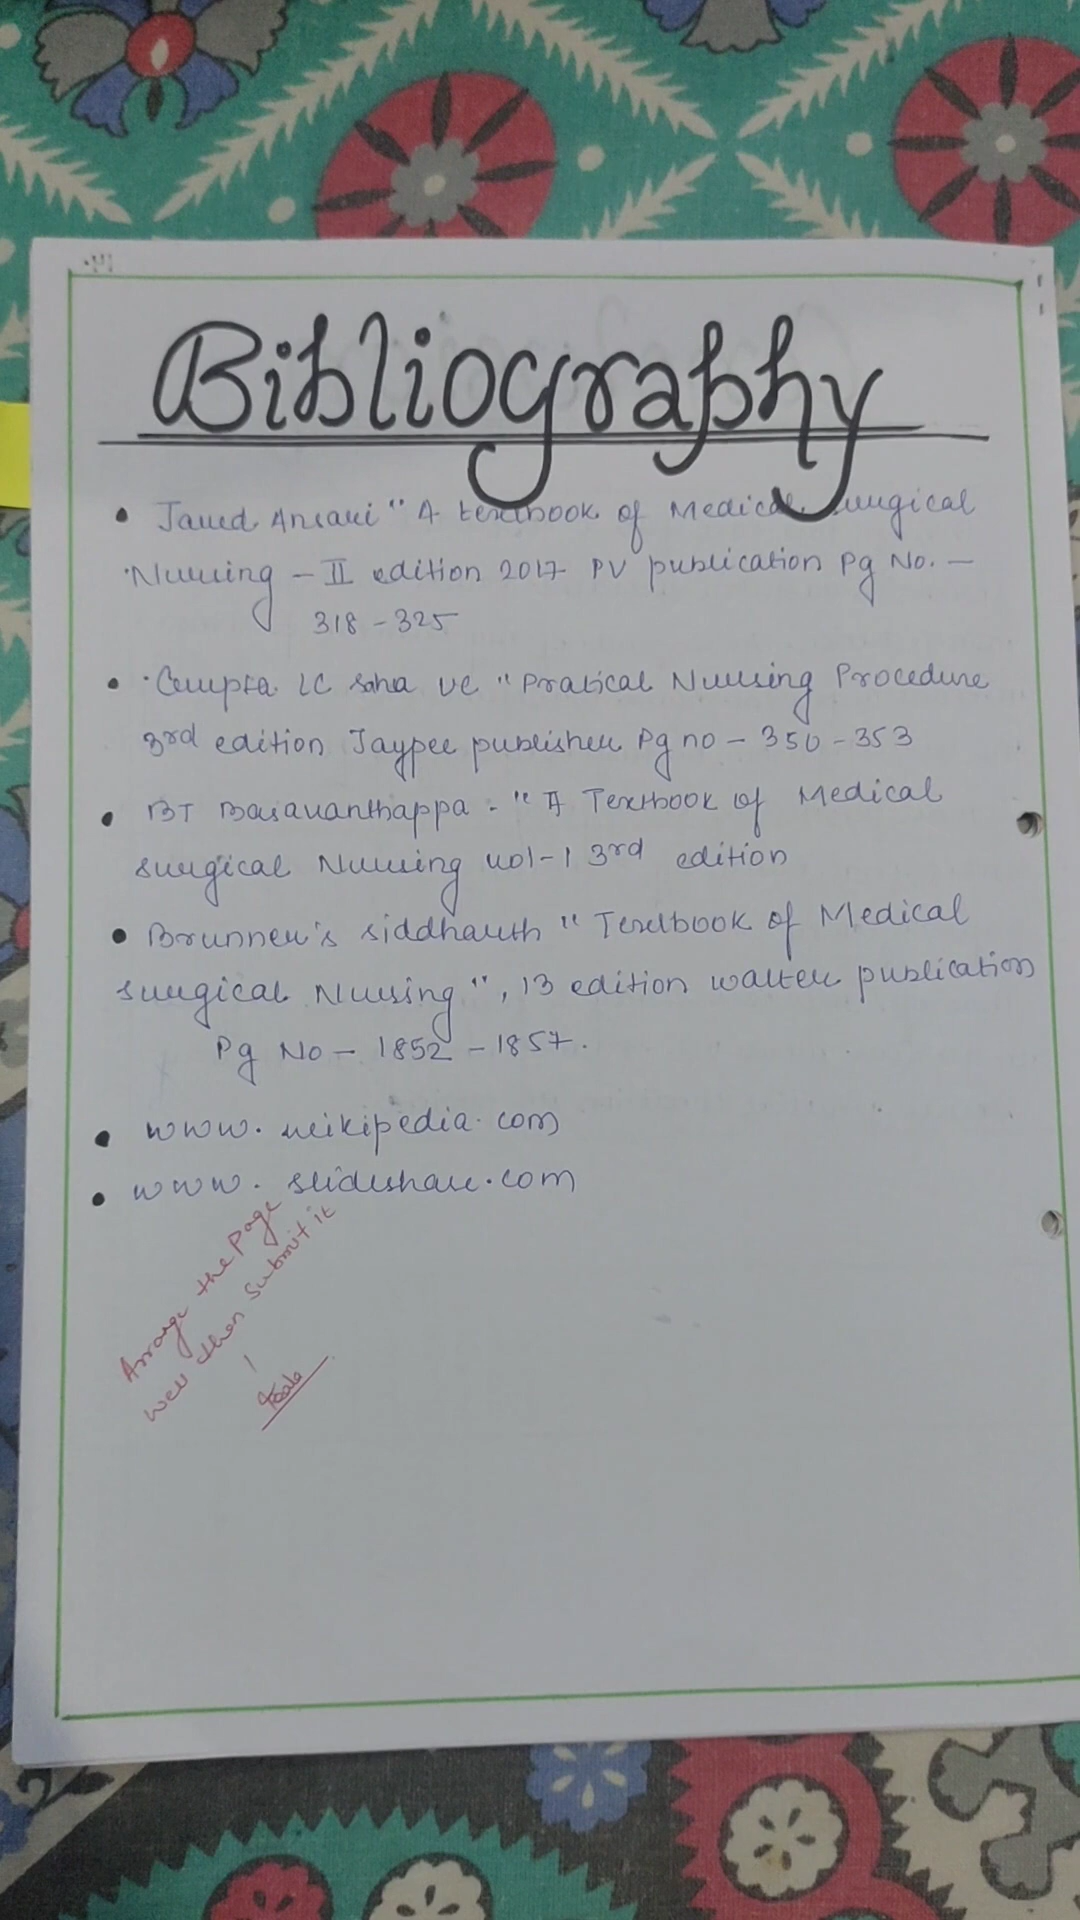 Bibliography
• Javed Ansari "A textbook of Medical surgical
Nursing - II edition 2017 PV publication Pg No. -
318 - 325
• Gupta LC Saha VC "Pratical Nursing Procedure
3rd edition Jaypee publisher Pg no - 350 - 353
• BT Basavanthappa - "A Textbook of Medical
surgical Nursing vol-1 3rd edition
• Brunner's siddharth "Textbook of Medical
surgical Nursing", 13 edition walter publication
Pg No - 1852 - 1857.
• www.wikipedia.com
• www.slideshare.com
Arrange the Page
well then submit it